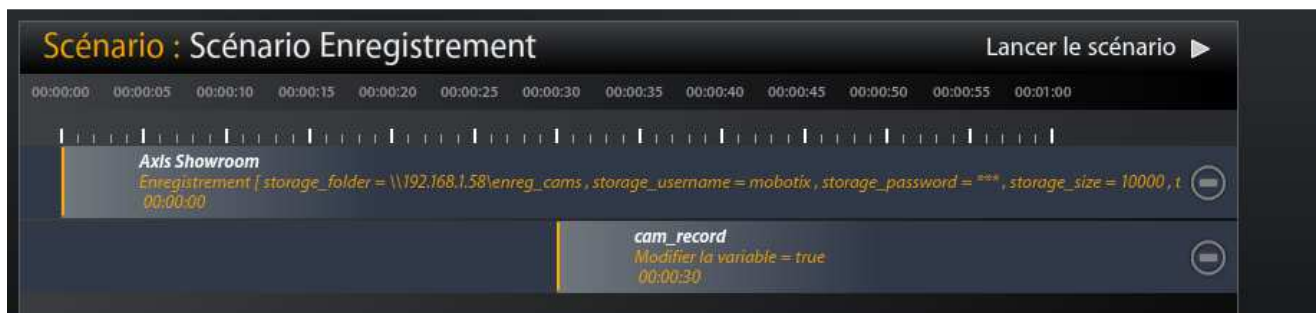 Scénario : Scénario Enregistrement
Lancer le scénario
00:00:00 00:00:05 00:00:10 00:00:15 00:00:20 00:00:25 00:00:30 00:00:35 00:00:40 00:00:45 00:00:50 00:00:55 00:01:00
Axis Showroom
Enregistrement [ storage_folder = \\192.168.1.58\enreg_cams , storage_username = mobotix , storage_password = *** , storage_size = 10000 , t
00:00:00
cam_record
Modifier la variable = true
00:00:30